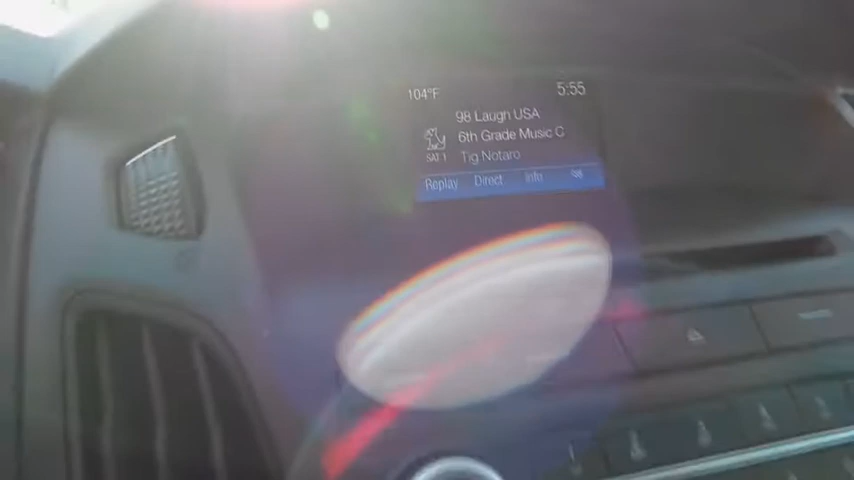 104°F 5:55
98 Laugh USA
6th Grade Music C
SAT 1 Tig Notaro
Replay Direct Info